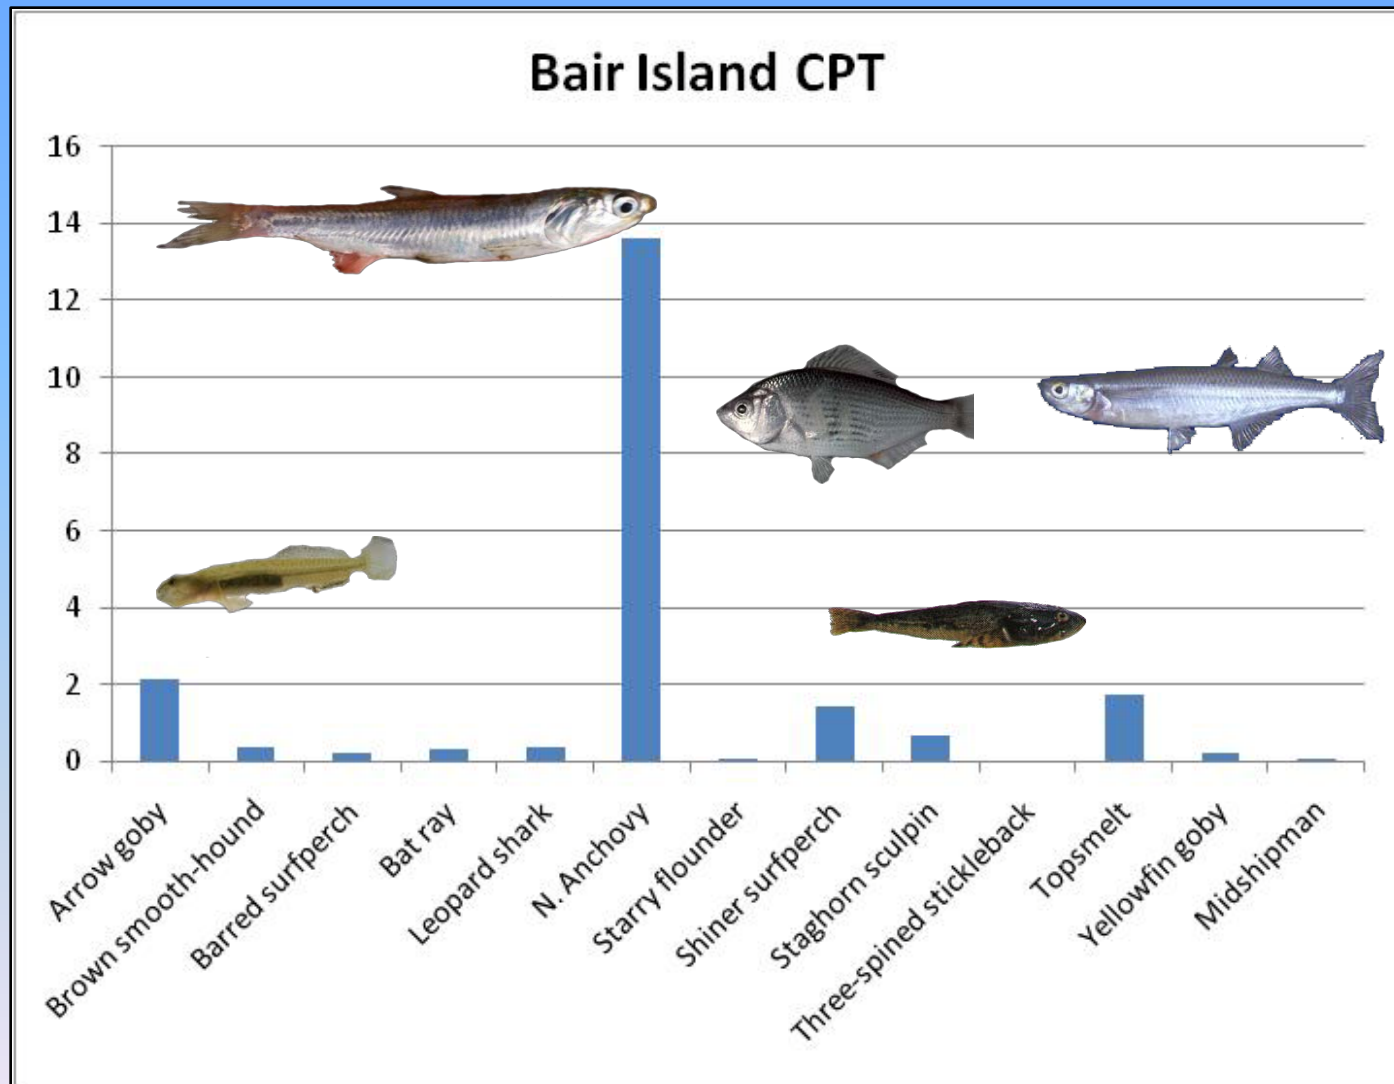 Bair Island CPT
16
14
12
10
8
6
4
2
0
Arrow goby
Brown smooth-hound
Barred surfperch
Bat ray
Leopard shark
N. Anchovy
Starry flounder
Shiner surfperch
Staghorn sculpin
Three-spined stickleback
Topsmelt
Yellowfin goby
Midshipman